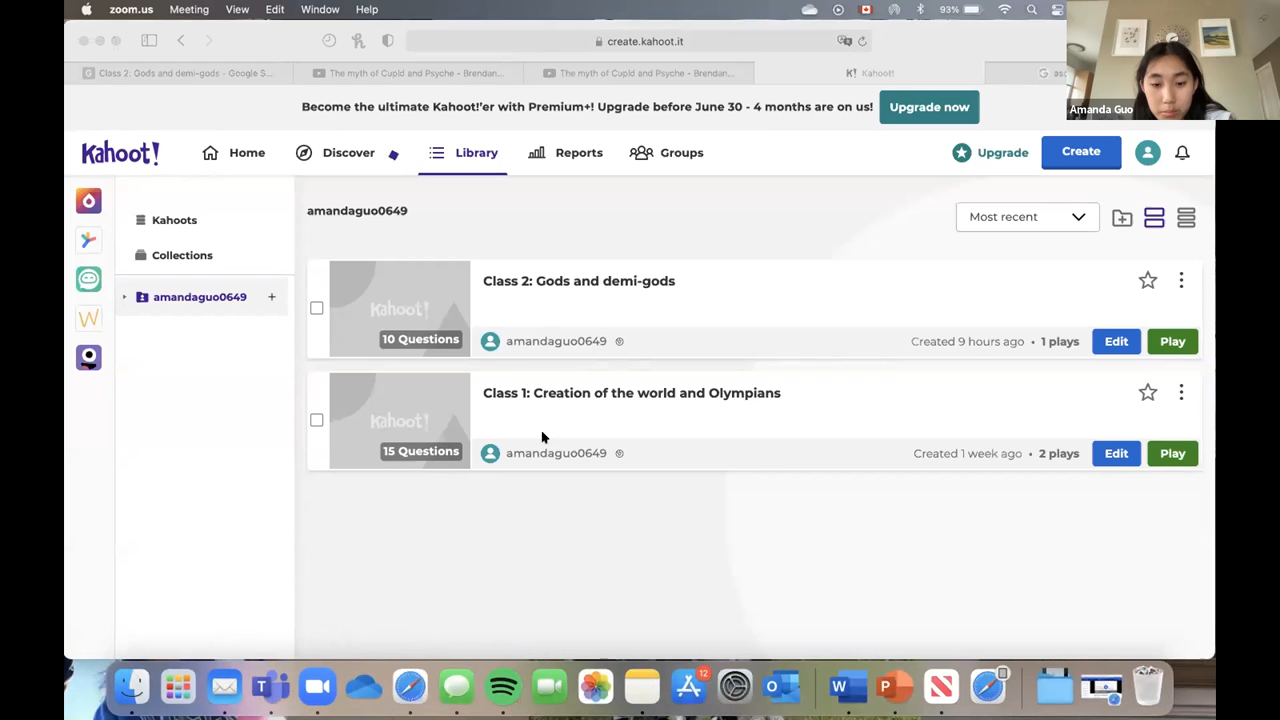 zoom.us Meeting View Edit Window Help 93%
create.kahoot.it
Class 2: Gods and demi-gods - Google S... The myth of Cupid and Psyche - Brendan... The myth of Cupid and Psyche - Brendan... K! Kahoot!
Amanda Guo
Become the ultimate Kahoot!'er with Premium+! Upgrade before June 30 - 4 months are on us! Upgrade now
Kahoot! Home Discover Library Reports Groups Upgrade Create
Kahoots
Collections
amandaguo0649 +
amandaguo0649 Most recent
Kahoot!
10 Questions
Class 2: Gods and demi-gods
amandaguo0649 Created 9 hours ago • 1 plays Edit Play
Kahoot!
15 Questions
Class 1: Creation of the world and Olympians
amandaguo0649 Created 1 week ago • 2 plays Edit Play
12